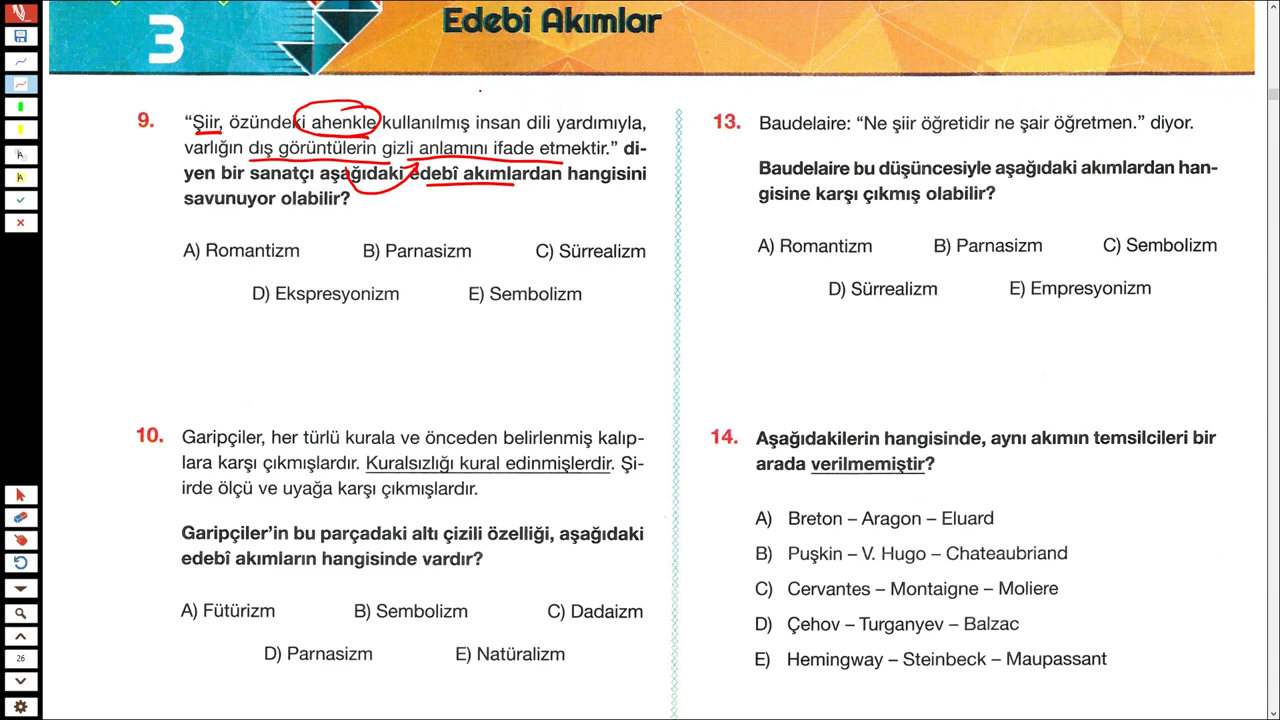 3
Edebî Akımlar
9. “Şiir, özündeki ahenkle kullanılmış insan dili yardımıyla,
varlığın dış görüntülerin gizli anlamını ifade etmektir.” di-
yen bir sanatçı aşağıdaki edebî akımlardan hangisini
savunuyor olabilir?
A) Romantizm B) Parnasizm C) Sürrealizm
D) Ekspresyonizm E) Sembolizm
10. Garipçiler, her türlü kurala ve önceden belirlenmiş kalıp-
lara karşı çıkmışlardır. Kuralsızlığı kural edinmişlerdir. Şi-
irde ölçü ve uyağa karşı çıkmışlardır.
Garipçiler’in bu parçadaki altı çizili özelliği, aşağıdaki
edebî akımların hangisinde vardır?
A) Fütürizm B) Sembolizm C) Dadaizm
D) Parnasizm E) Natüralizm
13. Baudelaire: “Ne şiir öğretidir ne şair öğretmen.” diyor.
Baudelaire bu düşüncesiyle aşağıdaki akımlardan han-
gisine karşı çıkmış olabilir?
A) Romantizm B) Parnasizm C) Sembolizm
D) Sürrealizm E) Empresyonizm
14. Aşağıdakilerin hangisinde, aynı akımın temsilcileri bir
arada verilmemiştir?
A) Breton – Aragon – Eluard
B) Puşkin – V. Hugo – Chateaubriand
C) Cervantes – Montaigne – Moliere
D) Çehov – Turganyev – Balzac
E) Hemingway – Steinbeck – Maupassant
26